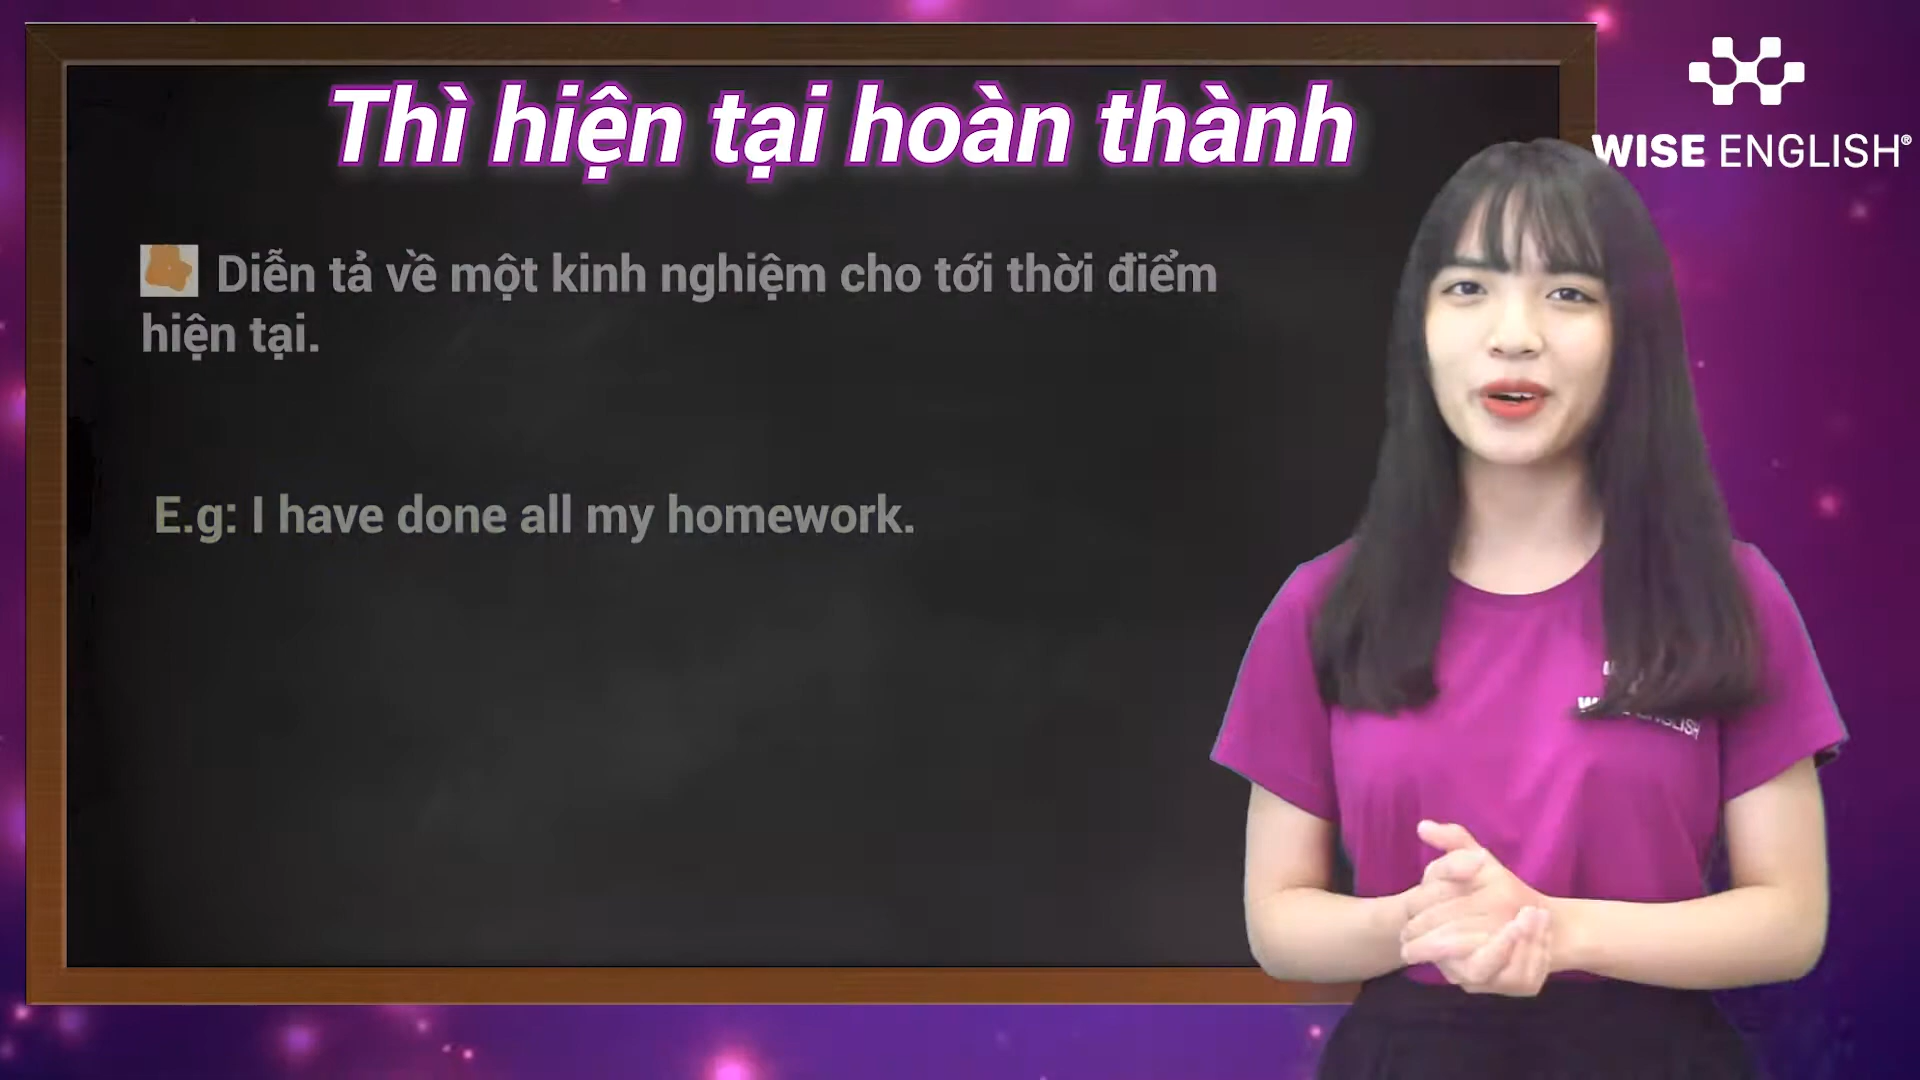 Thì hiện tại hoàn thành
WISE ENGLISH®
Diễn tả về một kinh nghiệm cho tới thời điểm
hiện tại.
E.g: I have done all my homework.
ENGLISH